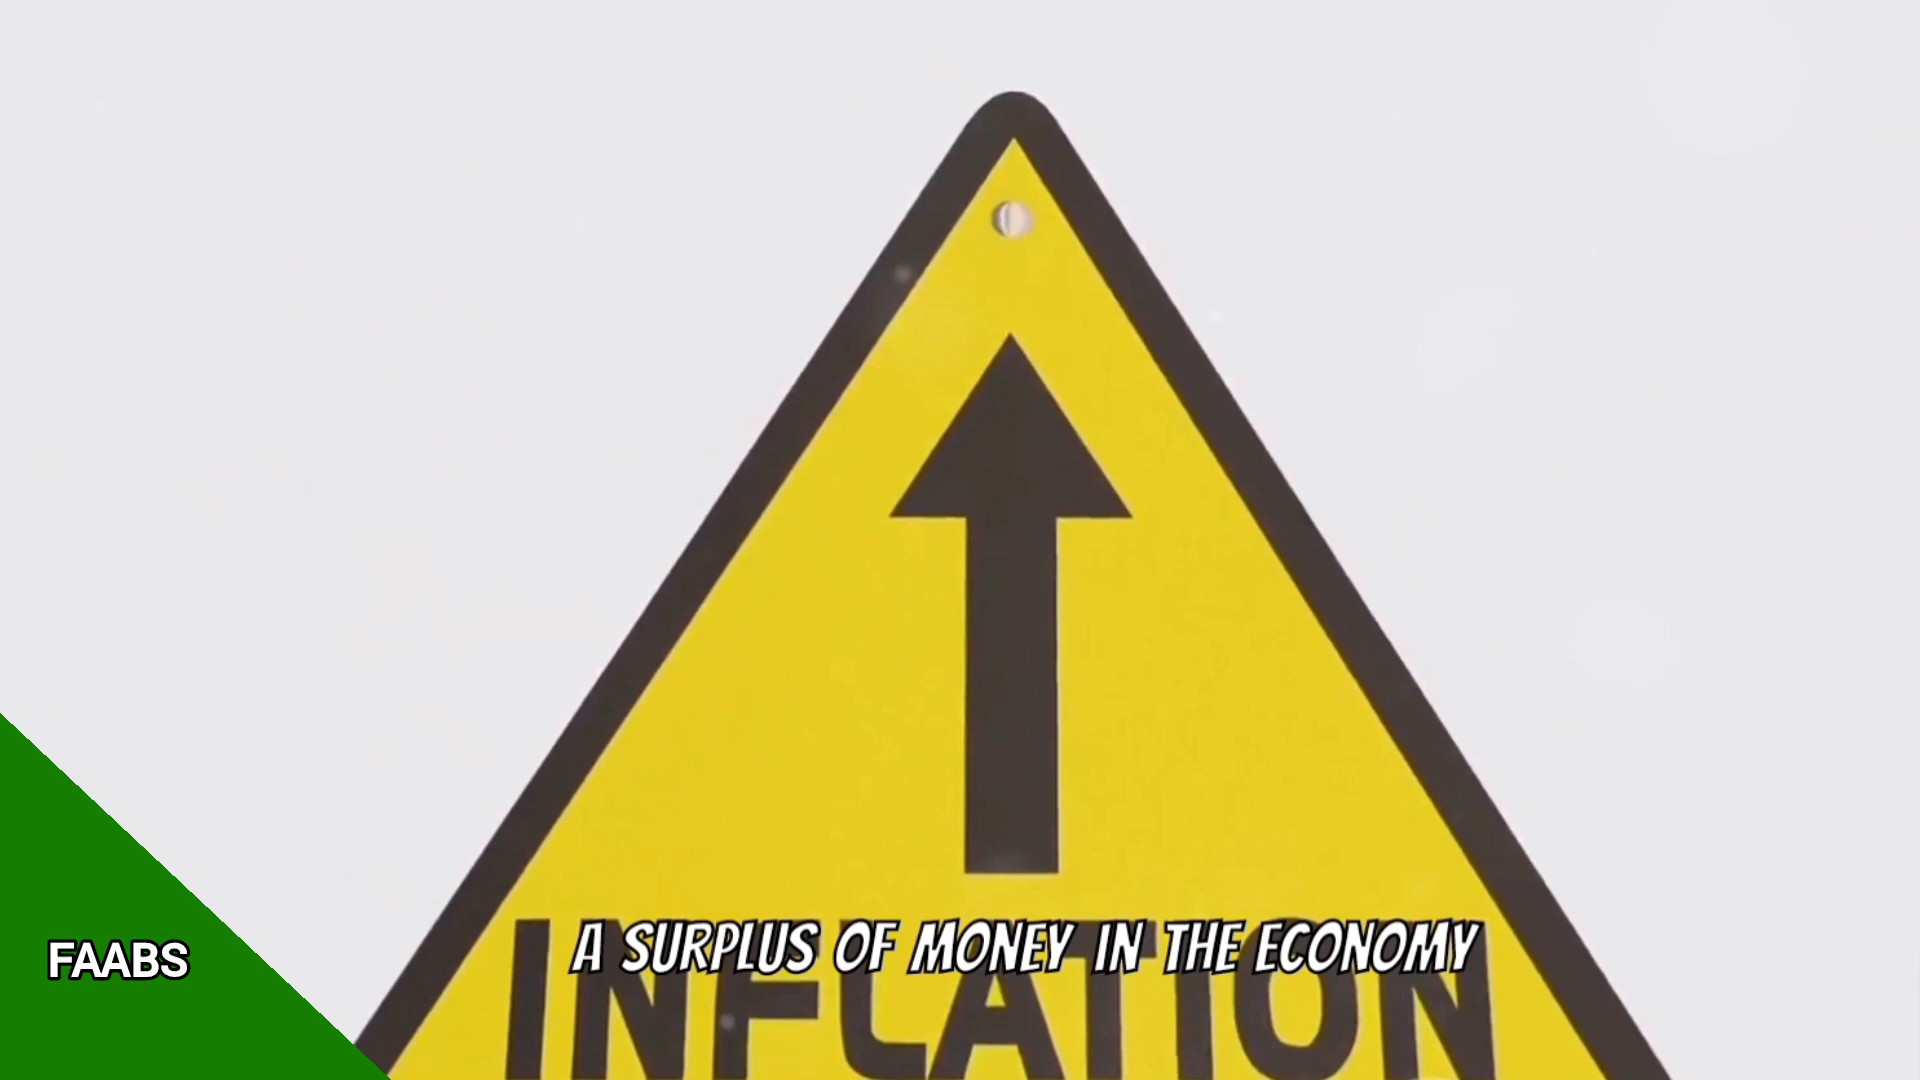 A SURPLUS OF MONEY IN THE ECONOMY
INFLATION
FAABS